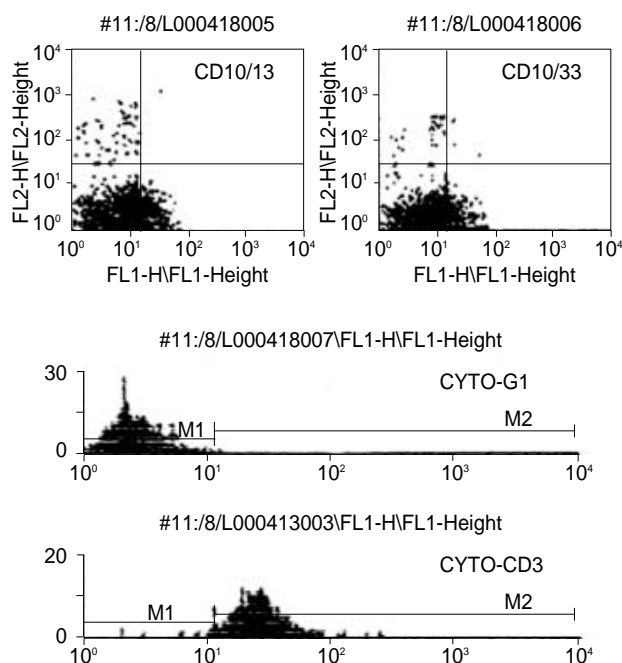 #11:/8/L000418005
#11:/8/L000418006
10⁴
10³
10²
10¹
10⁰
FL2-H\FL2-Height
CD10/13
10⁰ 10¹ 10² 10³ 10⁴
FL1-H\FL1-Height
10⁴
10³
10²
10¹
10⁰
FL2-H\FL2-Height
CD10/33
10⁰ 10¹ 10² 10³ 10⁴
FL1-H\FL1-Height
#11:/8/L000418007\FL1-H\FL1-Height
30
0
CYTO-G1
M1
M2
10⁰ 10¹ 10² 10³ 10⁴
#11:/8/L000413003\FL1-H\FL1-Height
20
0
CYTO-CD3
M1
M2
10⁰ 10¹ 10² 10³ 10⁴